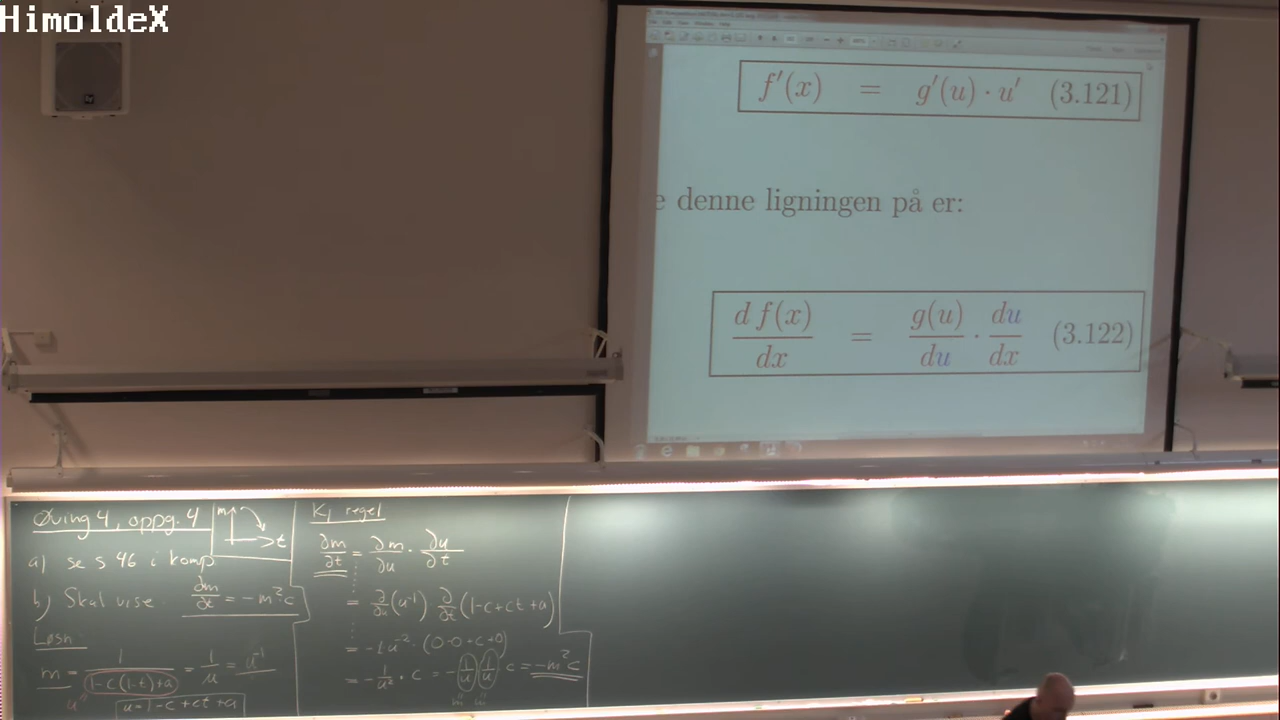 HimoldeX
f'(x) = g'(u) · u' (3.121)
e denne ligningen på er:
d f(x)/dx = g(u)/du · du/dx (3.122)
Øving 4, oppg. 4
m
t
a) se s 46 i komp
b) Skal vise ∂m/∂t = -m²c
Løsn.
m = 1/(1-c(1-t)+a) = 1/u = u⁻¹
u
u=1-c+ct+a
Kj regel
∂m/∂t = ∂m/∂u · ∂u/∂t
= ∂/∂u (u⁻¹) ∂/∂t (1-c+ct+a)
= -1u⁻² · (0-0+c+0)
= -1/u² · c = -(1/u)(1/u) c = -m²c
m m